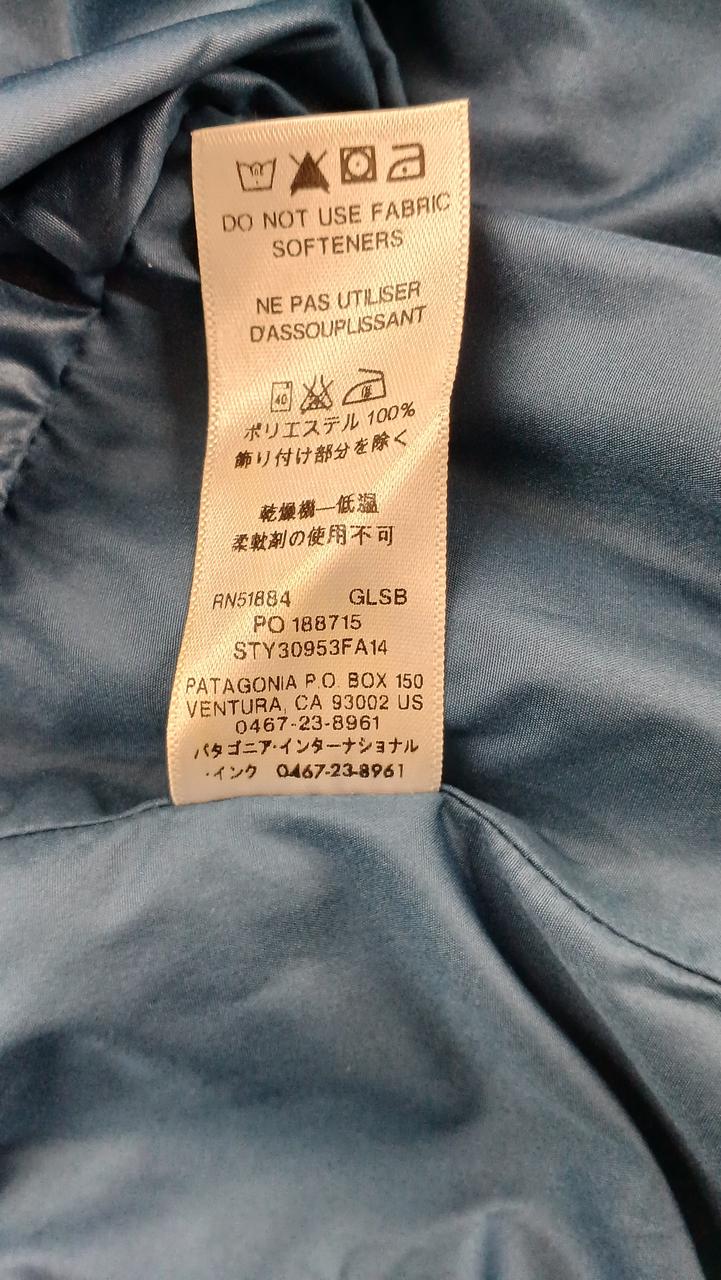 DO NOT USE FABRIC
SOFTENERS
NE PAS UTILISER
D'ASSOUPLISSANT
40
ポリエステル 100%
飾り付け部分を除く
乾燥機—低温
柔軟剤の使用不可
RN51884 GLSB
PO 188715
STY30953FA14
PATAGONIA P.O. BOX 150
VENTURA, CA 93002 US
0467-23-8961
パタゴニア・インターナショナル
・インク 0467-23-8961